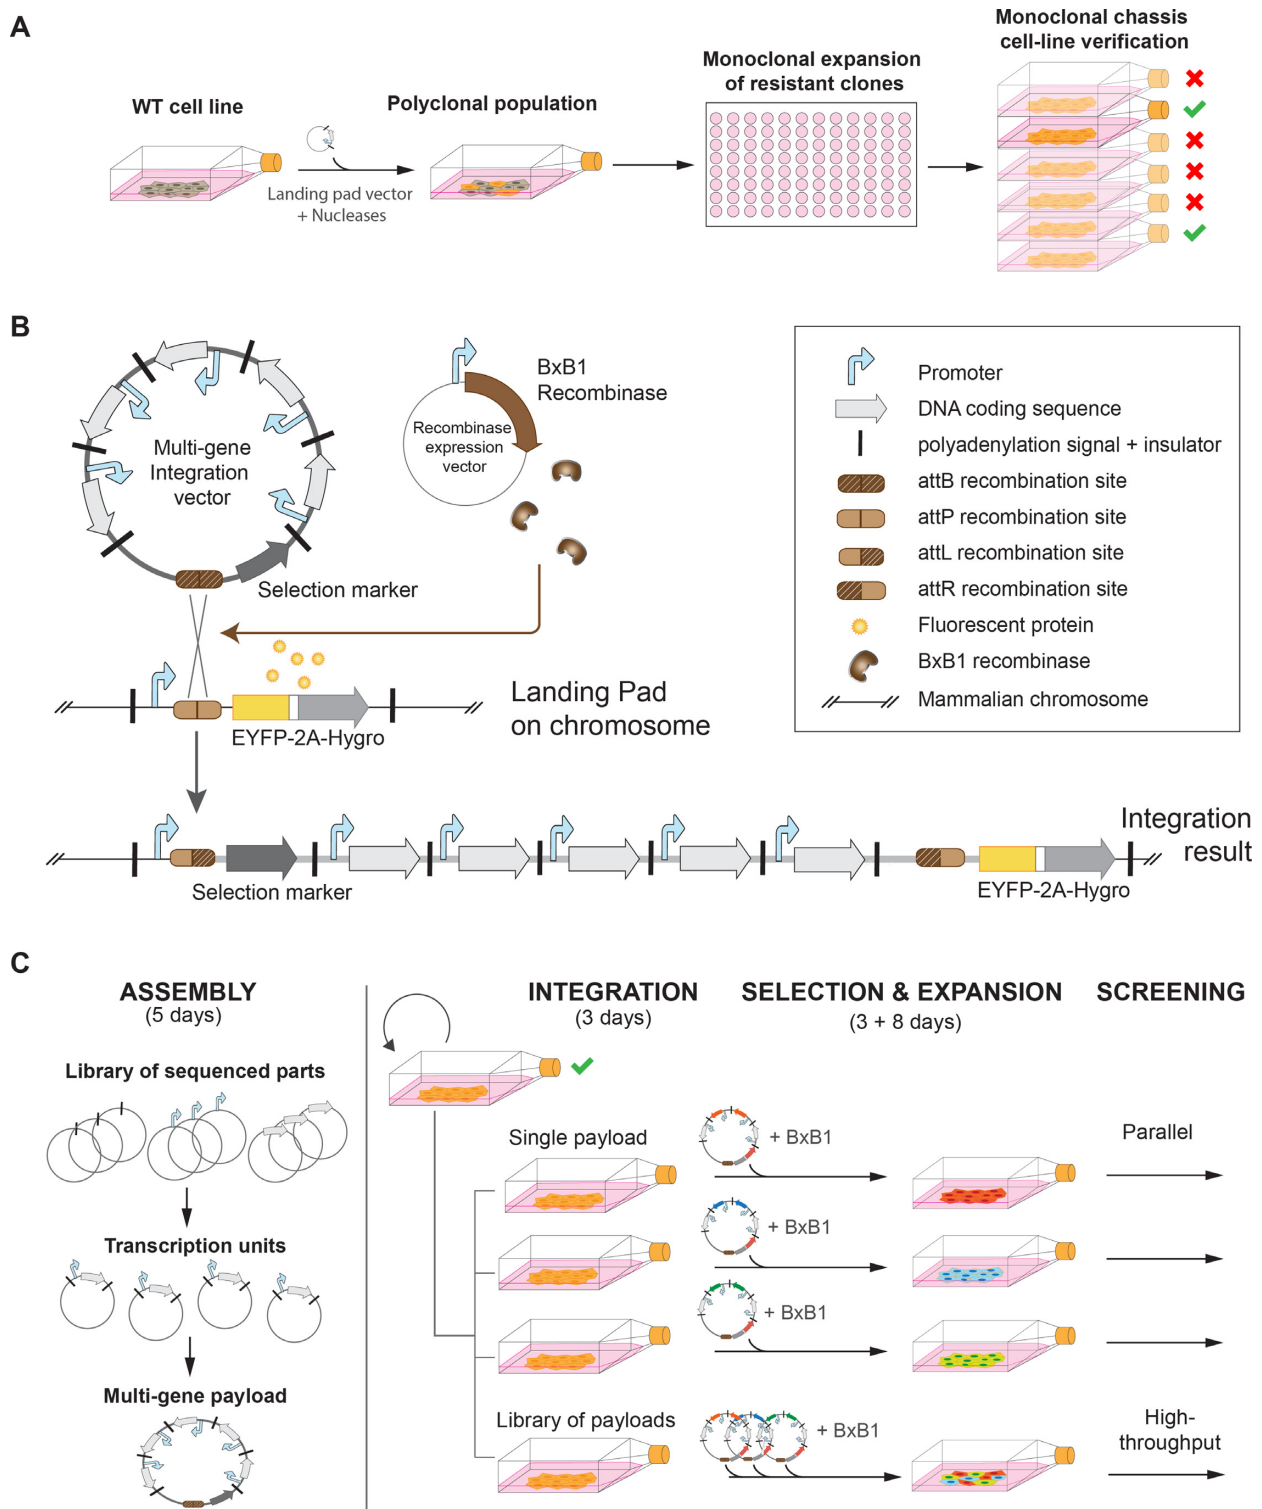 A
WT cell line
Landing pad vector
+ Nucleases
Polyclonal population
Monoclonal expansion
of resistant clones
Monoclonal chassis
cell-line verification
B
Multi-gene
Integration
vector
Selection marker
BxB1
Recombinase
Recombinase
expression
vector
EYFP-2A-Hygro
Landing Pad
on chromosome
Promoter
DNA coding sequence
polyadenylation signal + insulator
attB recombination site
attP recombination site
attL recombination site
attR recombination site
Fluorescent protein
BxB1 recombinase
Mammalian chromosome
Integration
result
Selection marker
EYFP-2A-Hygro
C
ASSEMBLY
(5 days)
Library of sequenced parts
Transcription units
Multi-gene payload
INTEGRATION
(3 days)
SELECTION & EXPANSION
(3 + 8 days)
SCREENING
Single payload
+ BxB1
Parallel
+ BxB1
+ BxB1
Library of payloads
+ BxB1
High-
throughput